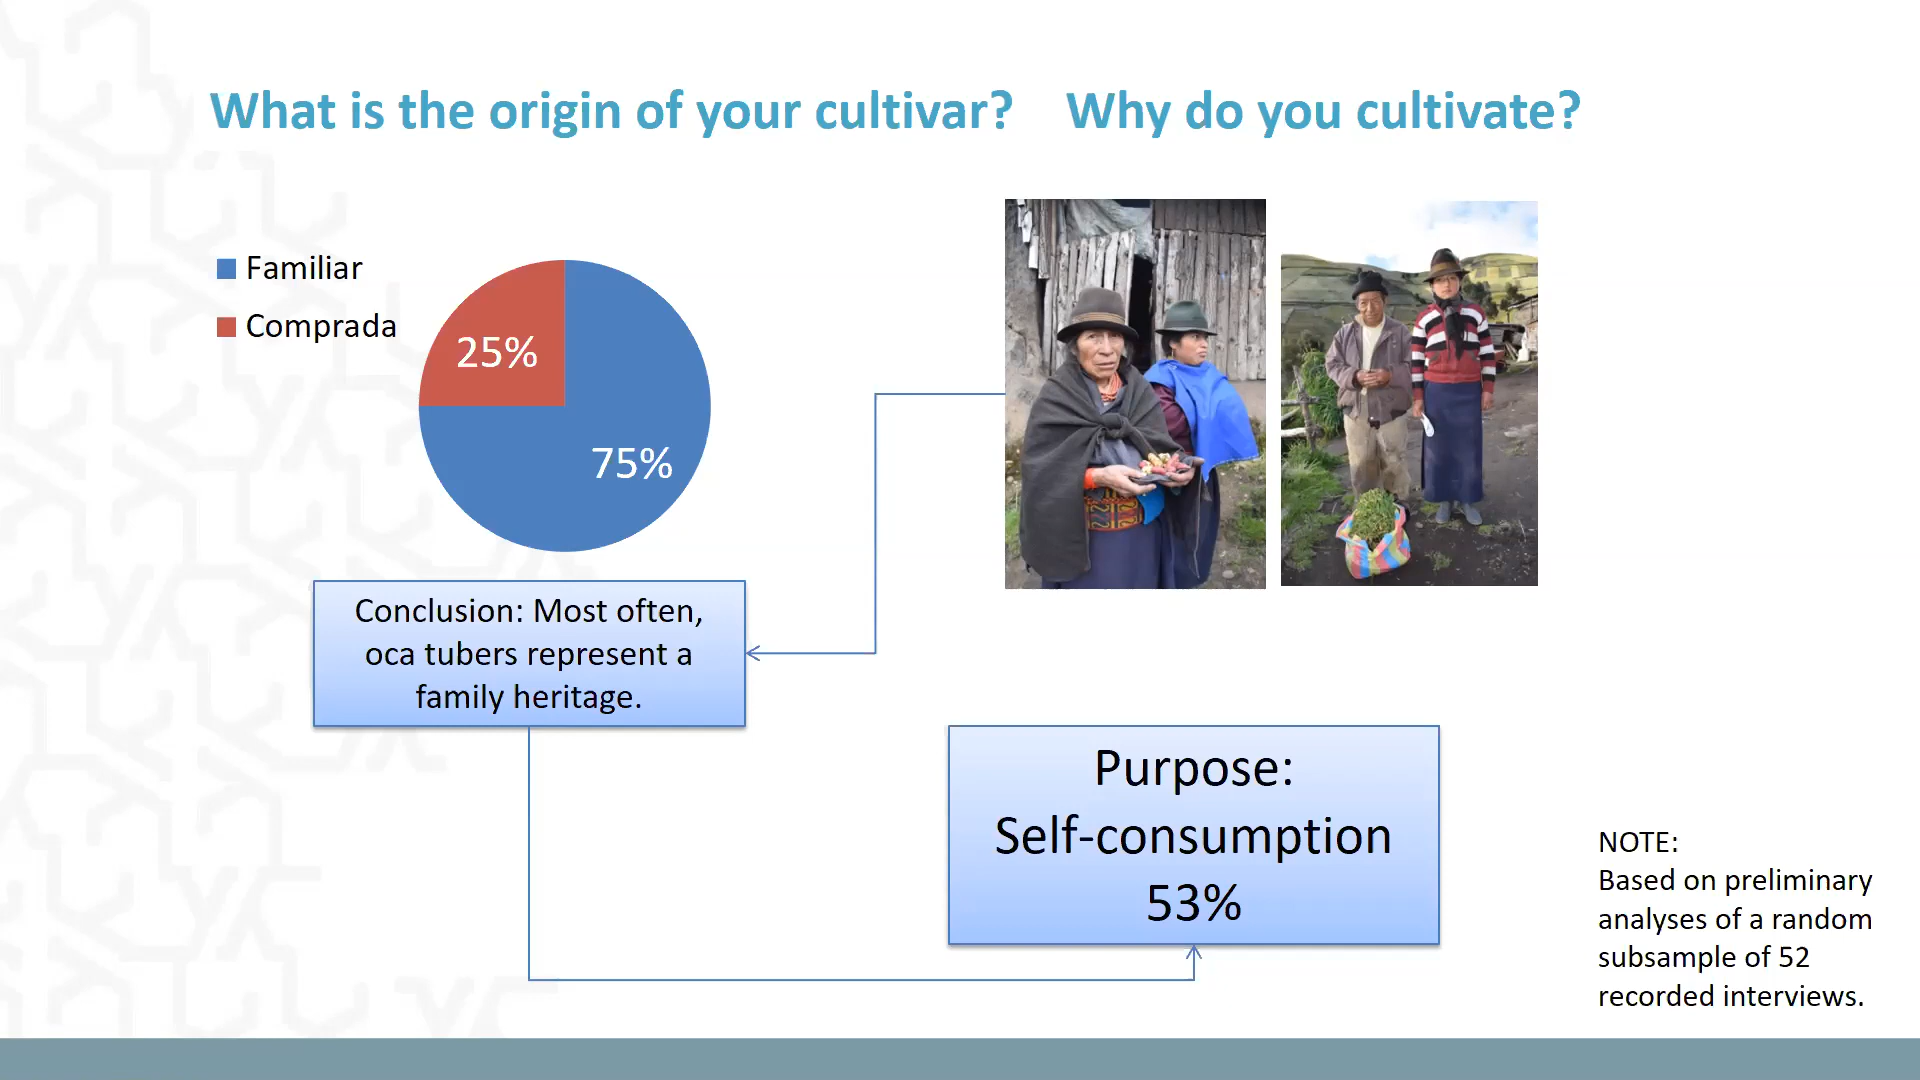 What is the origin of your cultivar? Why do you cultivate?
Familiar
Comprada
25%
75%
Conclusion: Most often,
oca tubers represent a
family heritage.
Purpose:
Self-consumption
53%
NOTE:
Based on preliminary
analyses of a random
subsample of 52
recorded interviews.